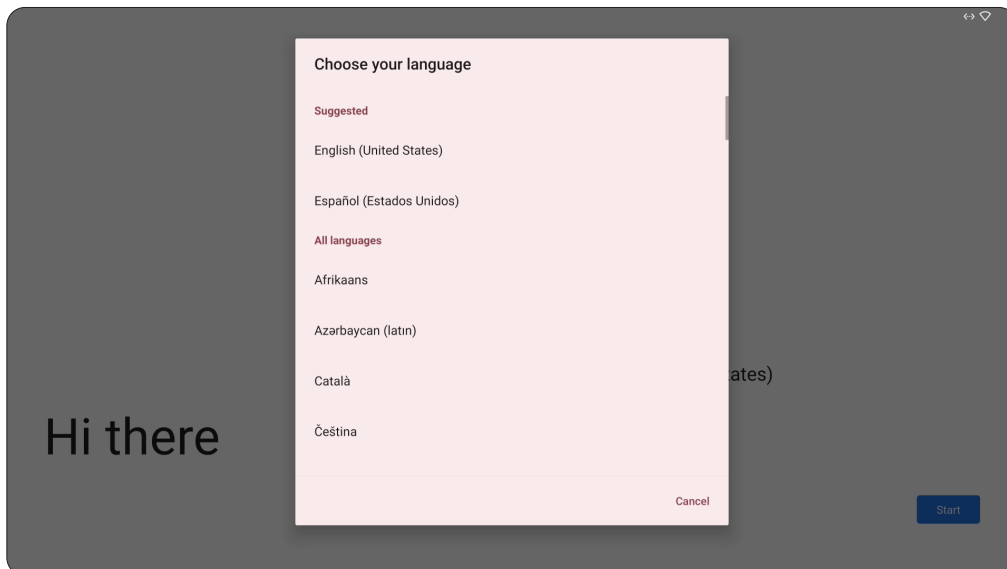 Choose your language
Suggested
English (United States)
Español (Estados Unidos)
All languages
Afrikaans
Azərbaycan (latın)
Català
Čeština
Cancel
ates)
Hi there
Start